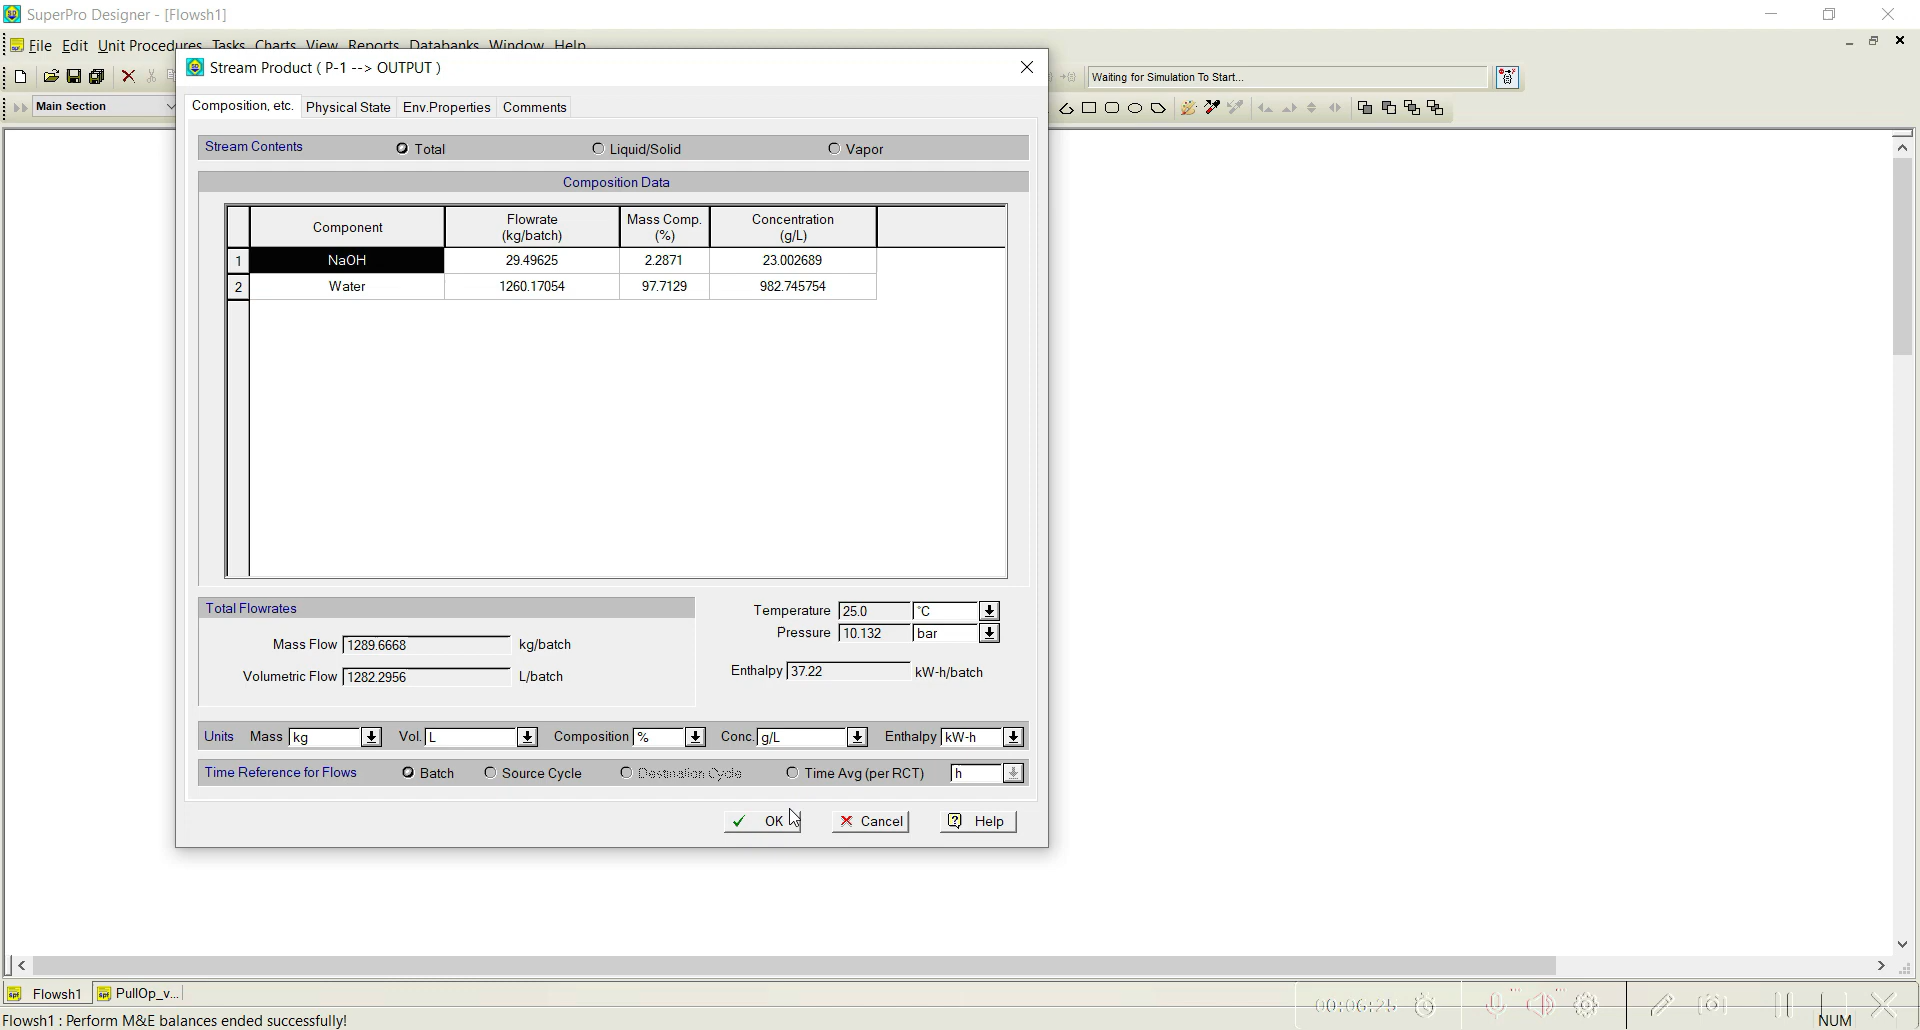 SuperPro Designer - [Flowsh1]
File Edit Unit Procedures Tasks Charts View Reports Databanks Window Help
Stream Product ( P-1 --> OUTPUT )
Waiting for Simulation To Start...
Main Section
Composition, etc. Physical State Env.Properties Comments
Stream Contents Total Liquid/Solid Vapor
Composition Data
Component Flowrate (kg/batch) Mass Comp. (%) Concentration (g/L)
1 NaOH 29.49625 2.2871 23.002689
2 Water 1260.17054 97.7129 982.745754
Total Flowrates
Temperature 25.0 °C
Pressure 10.132 bar
Mass Flow 1289.6668 kg/batch
Enthalpy 37.22 kW-h/batch
Volumetric Flow 1282.2956 L/batch
Units Mass kg Vol. L Composition % Conc. g/L Enthalpy kW-h
Time Reference for Flows Batch Source Cycle Destination Cycle Time Avg (per RCT) h
OK Cancel Help
Flowsh1 PullOp_v...
00:06:25
Flowsh1 : Perform M&E balances ended successfully!
NUM